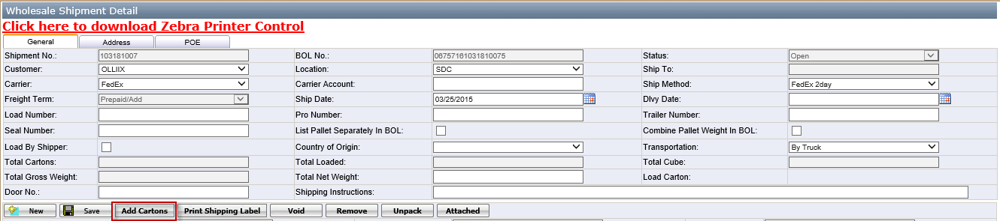 Wholesale Shipment Detail
Click here to download Zebra Printer Control
General Address POE
Shipment No.: 103181007 BOL No.: 06757161031810075 Status: Open
Customer: OLLIIX Location: SDC Ship To:
Carrier: FedEx Carrier Account: Ship Method: FedEx 2day
Freight Term: Prepaid/Add Ship Date: 03/25/2015 Dlvy Date:
Load Number: Pro Number: Trailer Number:
Seal Number: List Pallet Separately In BOL: Combine Pallet Weight In BOL:
Load By Shipper: Country of Origin: Transportation: By Truck
Total Cartons: Total Loaded: Total Cube:
Total Gross Weight: Total Net Weight: Load Carton:
Door No.: Shipping Instructions:
New Save Add Cartons Print Shipping Label Void Remove Unpack Attached